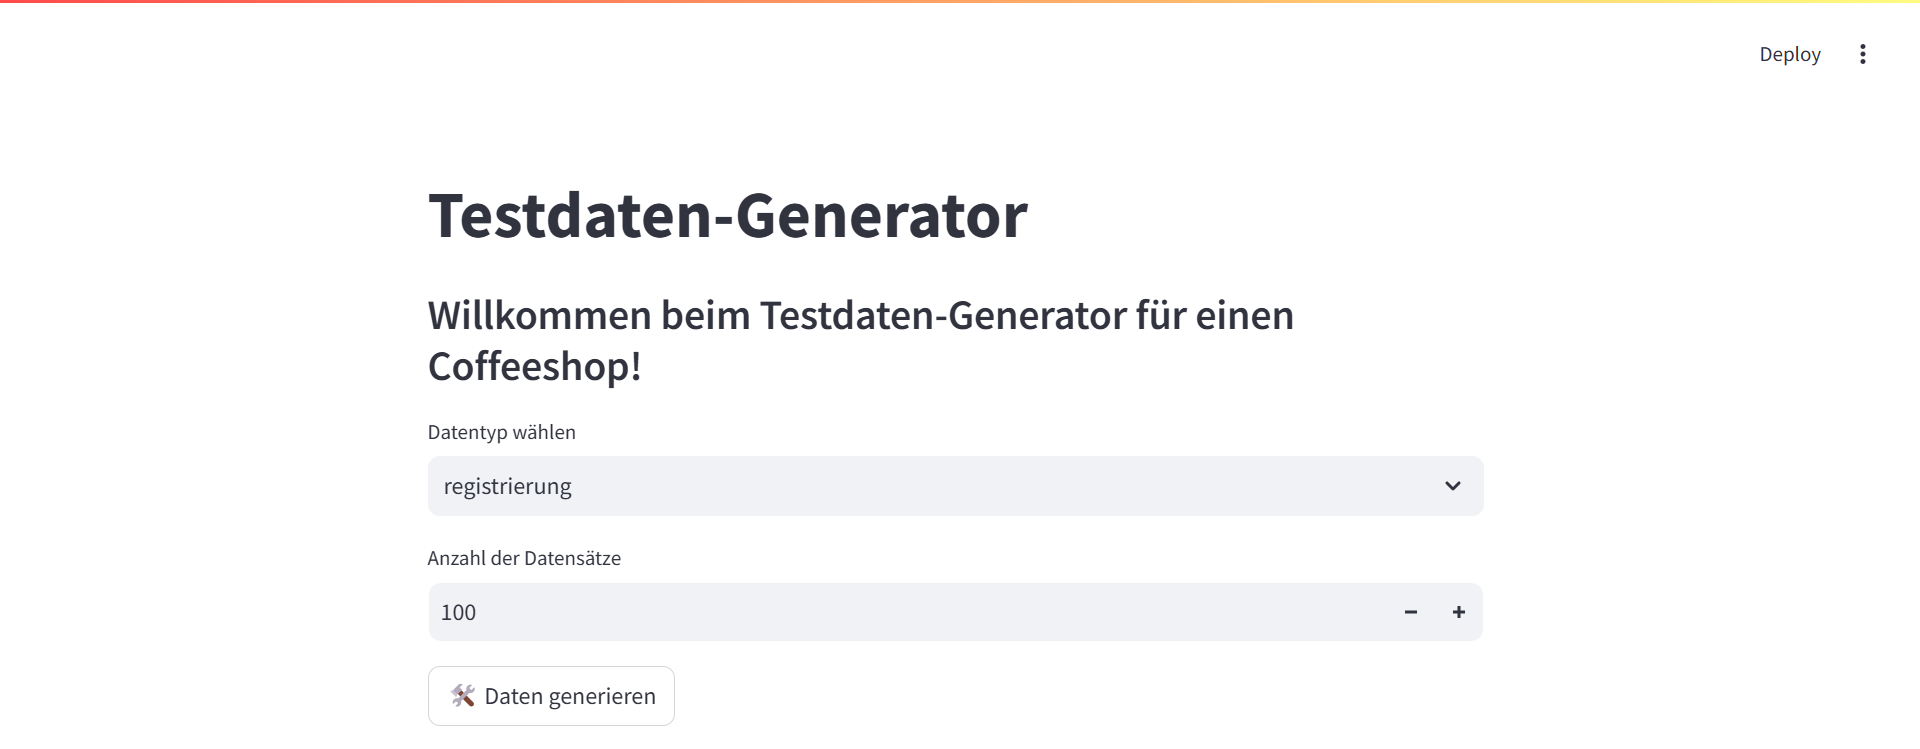 Deploy
Testdaten-Generator
Willkommen beim Testdaten-Generator für einen
Coffeeshop!
Datentyp wählen
registrierung
Anzahl der Datensätze
100
Daten generieren